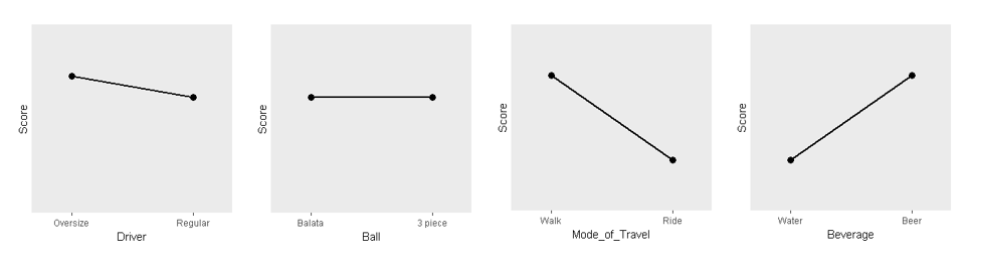 Score
Oversize Regular
Driver
Score
Balata 3 piece
Ball
Score
Walk Ride
Mode_of_Travel
Score
Water Beer
Beverage